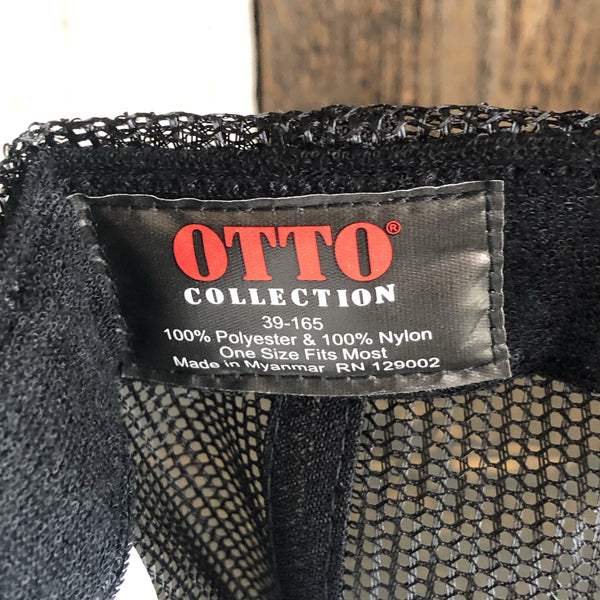 OTTO®
COLLECTION
39-165
100% Polyester & 100% Nylon
One Size Fits Most
Made in Myanmar RN 129002